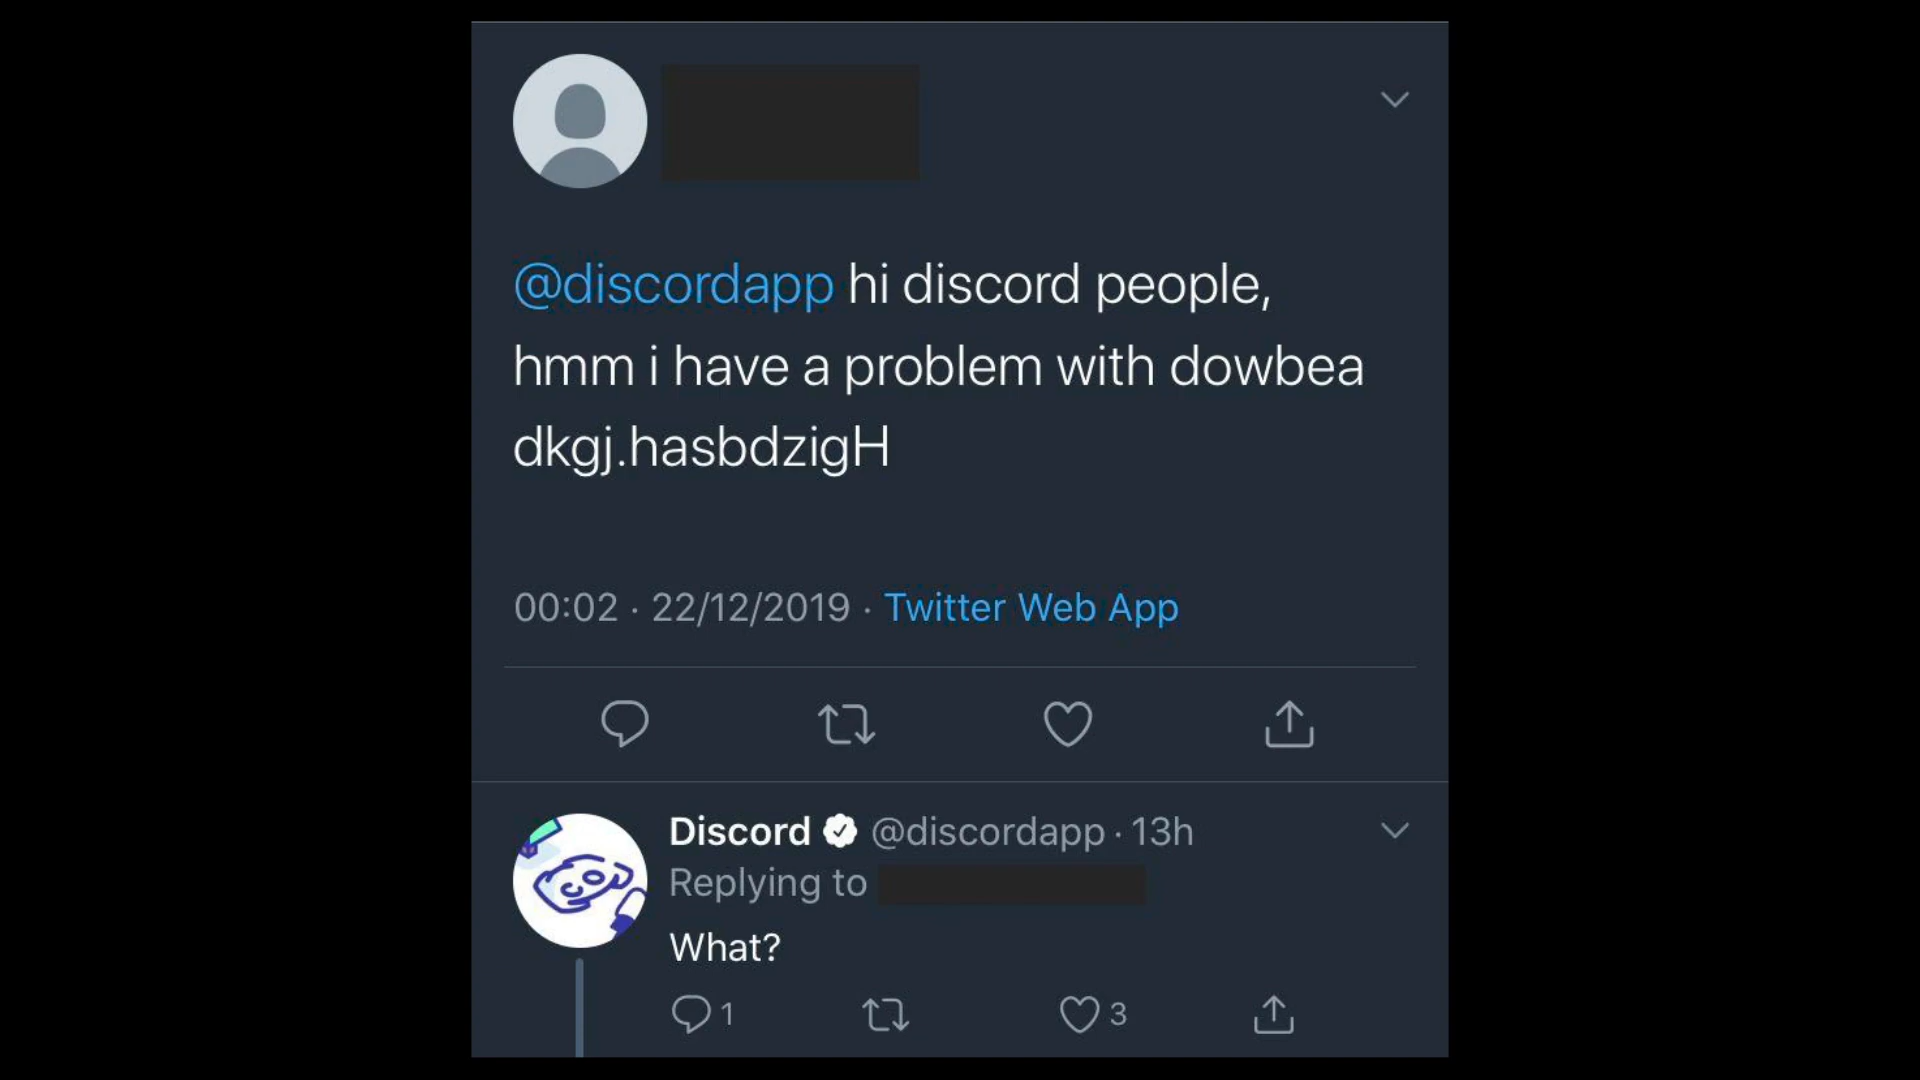 @discordapp hi discord people,
hmm i have a problem with dowbea
dkgj.hasbdzigH
00:02 · 22/12/2019 · Twitter Web App
Discord @discordapp · 13h
Replying to
What?
1 3